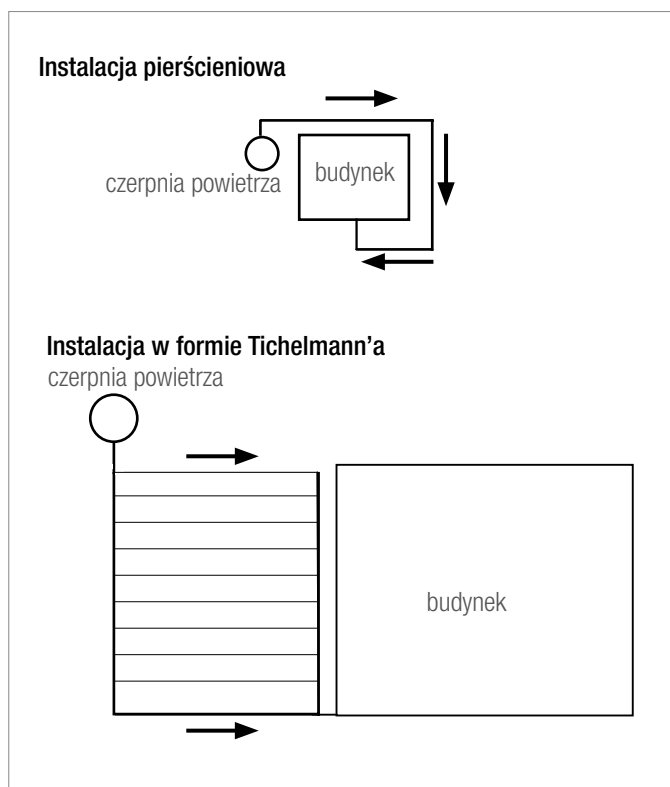 Instalacja pierścieniowa
czerpnia powietrza
budynek
Instalacja w formie Tichelmann’a
czerpnia powietrza
budynek